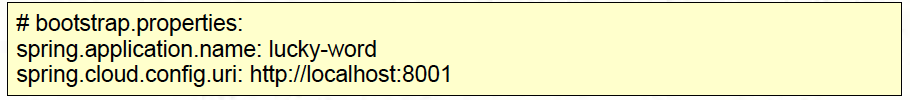 # bootstrap.properties:
spring.application.name: lucky-word
spring.cloud.config.uri: http://localhost:8001